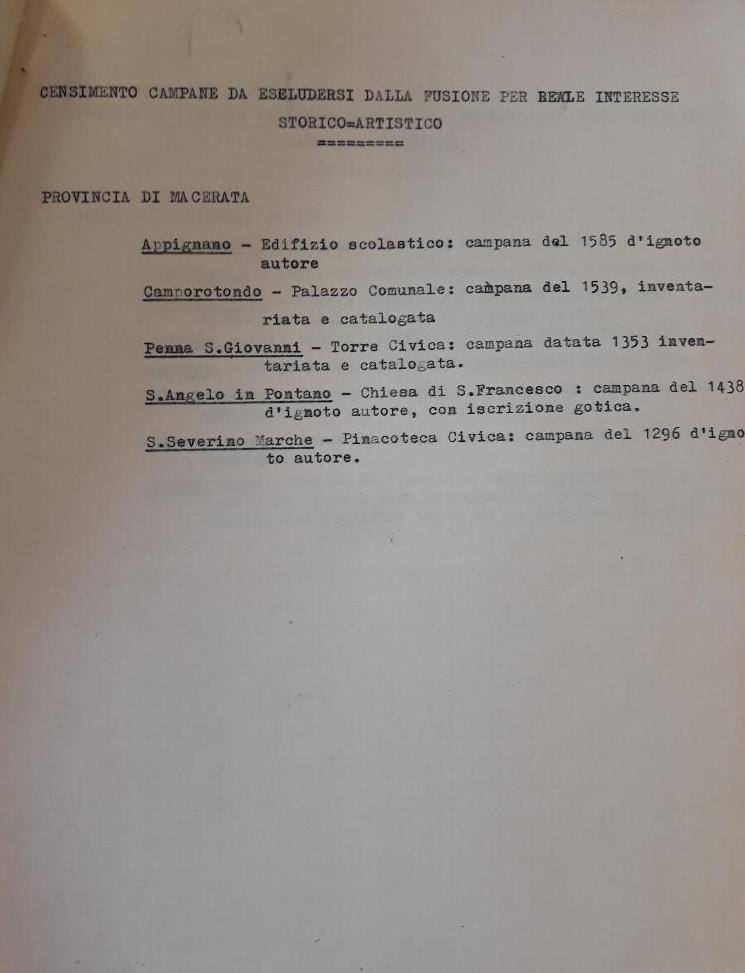 CENSIMENTO CAMPANE DA ESELUDERSI DALLA FUSIONE PER REALE INTERESSE
STORICO=ARTISTICO
=========
PROVINCIA DI MACERATA
Appignano - Edifizio scolastico: campana del 1585 d'ignoto
autore
Camporotondo - Palazzo Comunale: campana del 1539, inventa-
riata e catalogata
Penna S.Giovanni - Torre Civica: campana datata 1353 inven-
tariata e catalogata.
S.Angelo in Pontano - Chiesa di S.Francesco : campana del 1438
d'ignoto autore, con iscrizione gotica.
S.Severino Marche - Pinacoteca Civica: campana del 1296 d'igno
to autore.